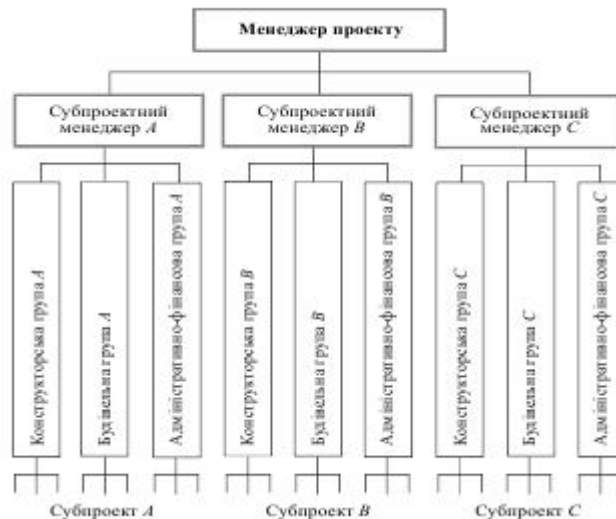 Менеджер проекту
Субпроектний
менеджер A
Субпроектний
менеджер B
Субпроектний
менеджер C
Конструкторська група A
Будівельна група A
Адміністративно-фінансова група A
Конструкторська група B
Будівельна група B
Адміністративно-фінансова група B
Конструкторська група C
Будівельна група C
Адміністративно-фінансова група C
Субпроект A
Субпроект B
Субпроект C